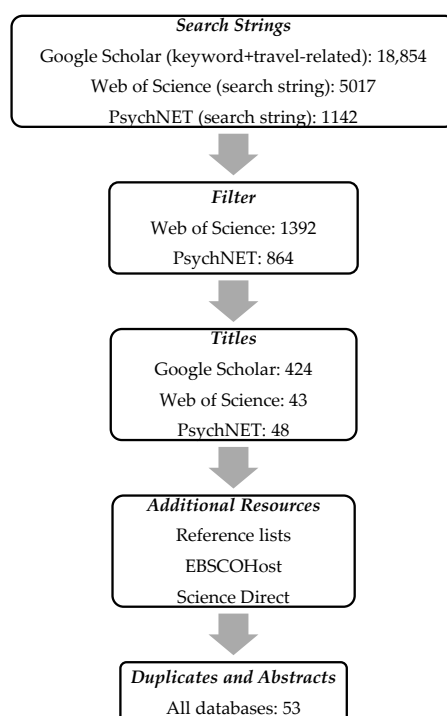 Search Strings
Google Scholar (keyword+travel-related): 18,854
Web of Science (search string): 5017
PsychNET (search string): 1142
Filter
Web of Science: 1392
PsychNET: 864
Titles
Google Scholar: 424
Web of Science: 43
PsychNET: 48
Additional Resources
Reference lists
EBSCOHost
Science Direct
Duplicates and Abstracts
All databases: 53